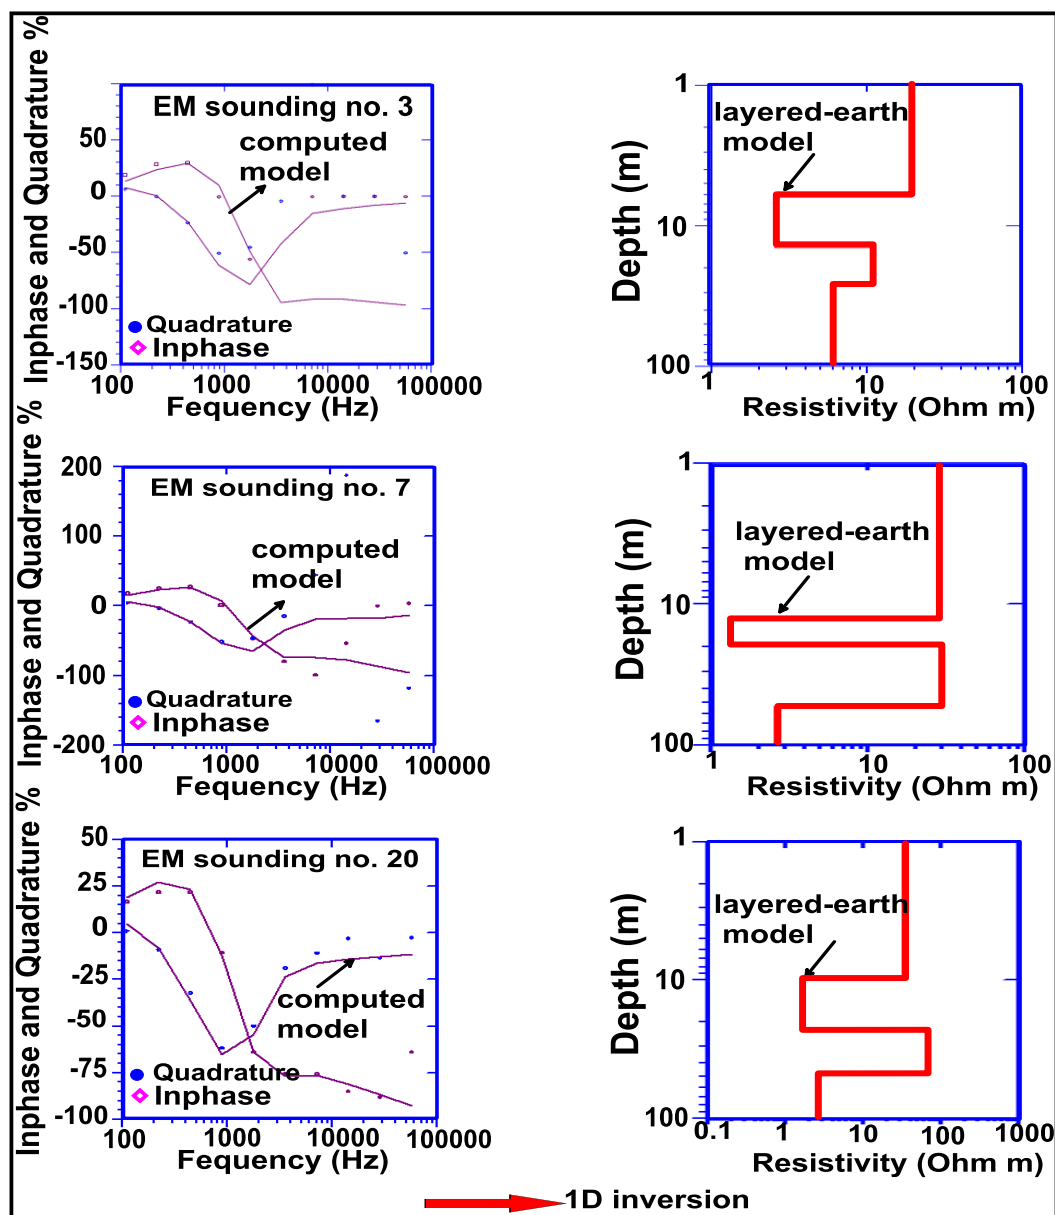 Inphase and Quadrature %
50
0
-50
-100
-150
EM sounding no. 3
computed
model
Quadrature
Inphase
100
1000
10000
100000
Fequency (Hz)
Depth (m)
1
10
100
layered-earth
model
1
10
100
Resistivity (Ohm m)
Inphase and Quadrature %
200
100
0
-100
-200
EM sounding no. 7
computed
model
Quadrature
Inphase
100
1000
10000
100000
Fequency (Hz)
Depth (m)
1
10
100
layered-earth
model
1
10
100
Resistivity (Ohm m)
Inphase and Quadrature %
50
25
0
-25
-50
-75
-100
EM sounding no. 20
computed
model
Quadrature
Inphase
100
1000
10000
100000
Fequency (Hz)
Depth (m)
1
10
100
layered-earth
model
0.1
1
10
100
1000
Resistivity (Ohm m)
1D inversion